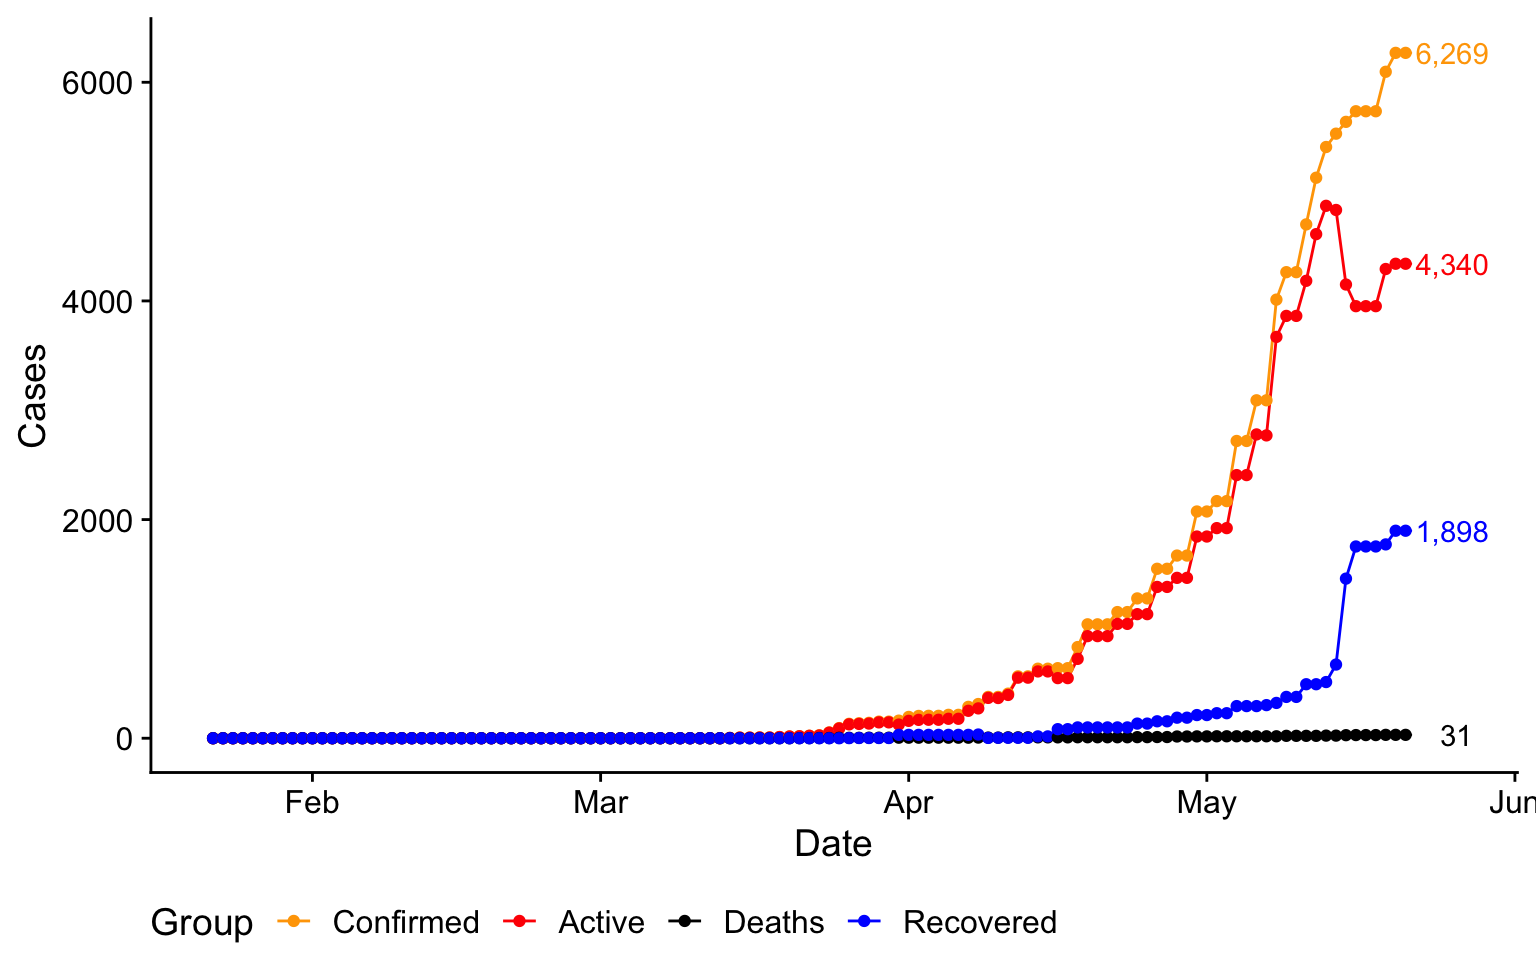 6000
4000
2000
0
Cases
6,269
4,340
1,898
31
Feb Mar Apr May Jun
Date
Group Confirmed Active Deaths Recovered